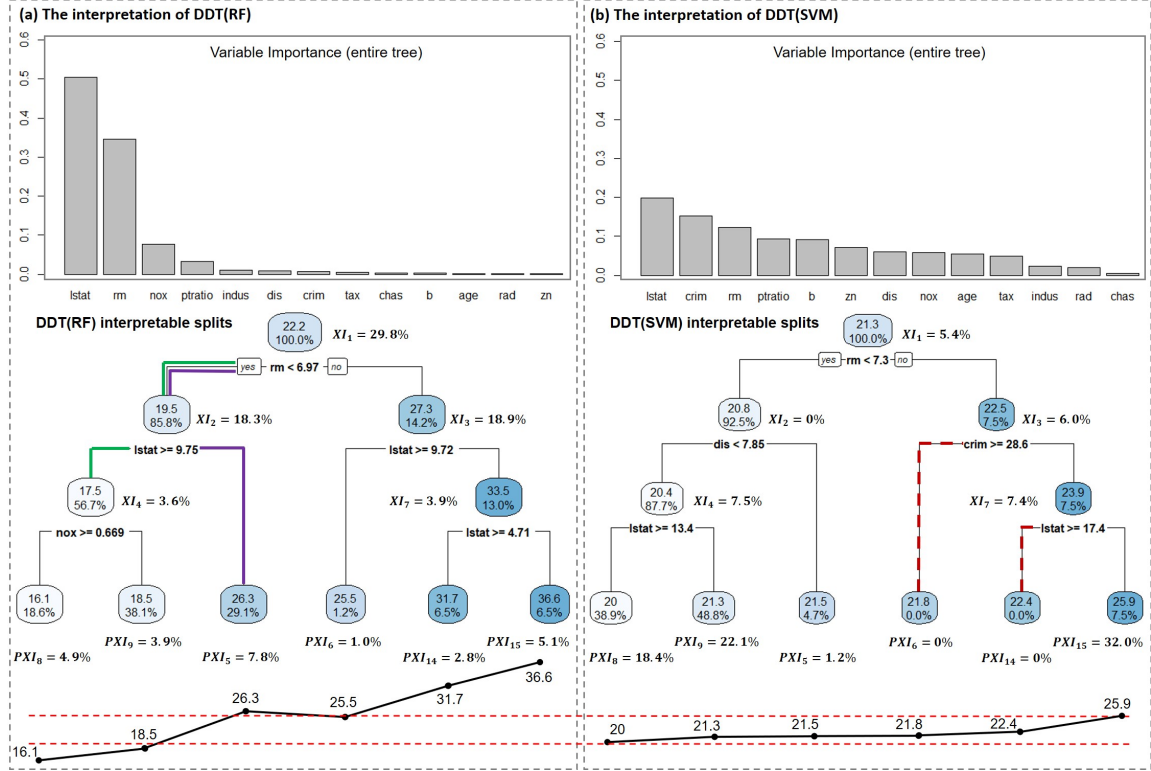 (a) The interpretation of DDT(RF)
Variable Importance (entire tree)
0.6
0.5
0.4
0.3
0.2
0.1
0.0
lstat rm nox ptratio indus dis crim tax chas b age rad zn
DDT(RF) interpretable splits
22.2
100.0%
XI₁ = 29.8%
yes rm < 6.97 no
19.5
85.8%
XI₂ = 18.3%
27.3
14.2%
XI₃ = 18.9%
lstat >= 9.75
lstat >= 9.72
17.5
56.7%
XI₄ = 3.6%
XI₇ = 3.9%
33.5
13.0%
nox >= 0.669
lstat >= 4.71
16.1
18.6%
18.5
38.1%
26.3
29.1%
25.5
1.2%
31.7
6.5%
36.6
6.5%
PXI₈ = 4.9%
PXI₉ = 3.9%
PXI₅ = 7.8%
PXI₆ = 1.0%
PXI₁₄ = 2.8%
PXI₁₅ = 5.1%
16.1
18.5
26.3
25.5
31.7
36.6
(b) The interpretation of DDT(SVM)
Variable Importance (entire tree)
0.6
0.5
0.4
0.3
0.2
0.1
0.0
lstat crim rm ptratio b zn dis nox age tax indus rad chas
DDT(SVM) interpretable splits
21.3
100.0%
XI₁ = 5.4%
yes rm < 7.3 no
20.8
92.5%
XI₂ = 0%
22.5
7.5%
XI₃ = 6.0%
dis < 7.85
crim >= 28.6
20.4
87.7%
XI₄ = 7.5%
XI₇ = 7.4%
23.9
7.5%
lstat >= 13.4
lstat >= 17.4
20
38.9%
21.3
48.8%
21.5
4.7%
21.8
0.0%
22.4
0.0%
25.9
7.5%
PXI₈ = 18.4%
PXI₉ = 22.1%
PXI₅ = 1.2%
PXI₆ = 0%
PXI₁₄ = 0%
PXI₁₅ = 32.0%
20
21.3
21.5
21.8
22.4
25.9